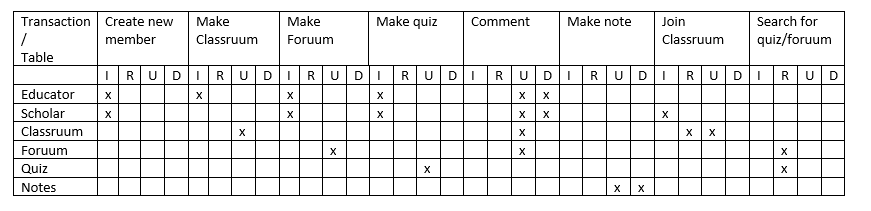 Transaction / Table Create new member Make Classruum Make Foruum Make quiz Comment Make note Join Classruum Search for quiz/foruum
I R U D I R U D I R U D I R U D I R U D I R U D I R U D I R U D
Educator x x x x x x
Scholar x x x x x x
Classruum x x x x
Foruum x x x
Quiz x x
Notes x x